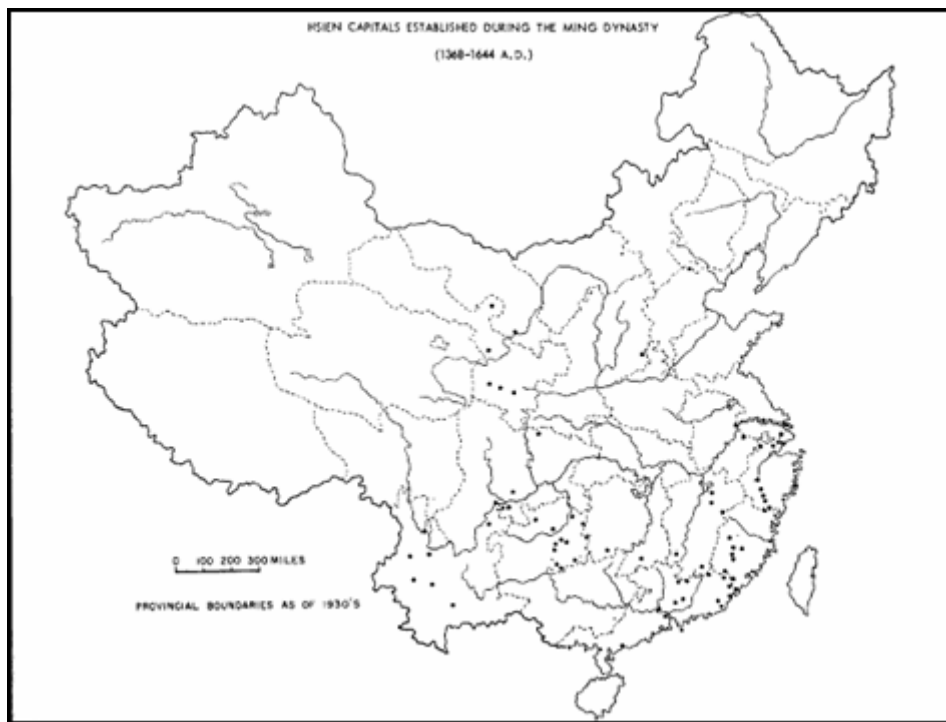 HSIEN CAPITALS ESTABLISHED DURING THE MING DYNASTY
(1368-1644 A.D.)
0 100 200 300 MILES
PROVINCIAL BOUNDARIES AS OF 1930'S